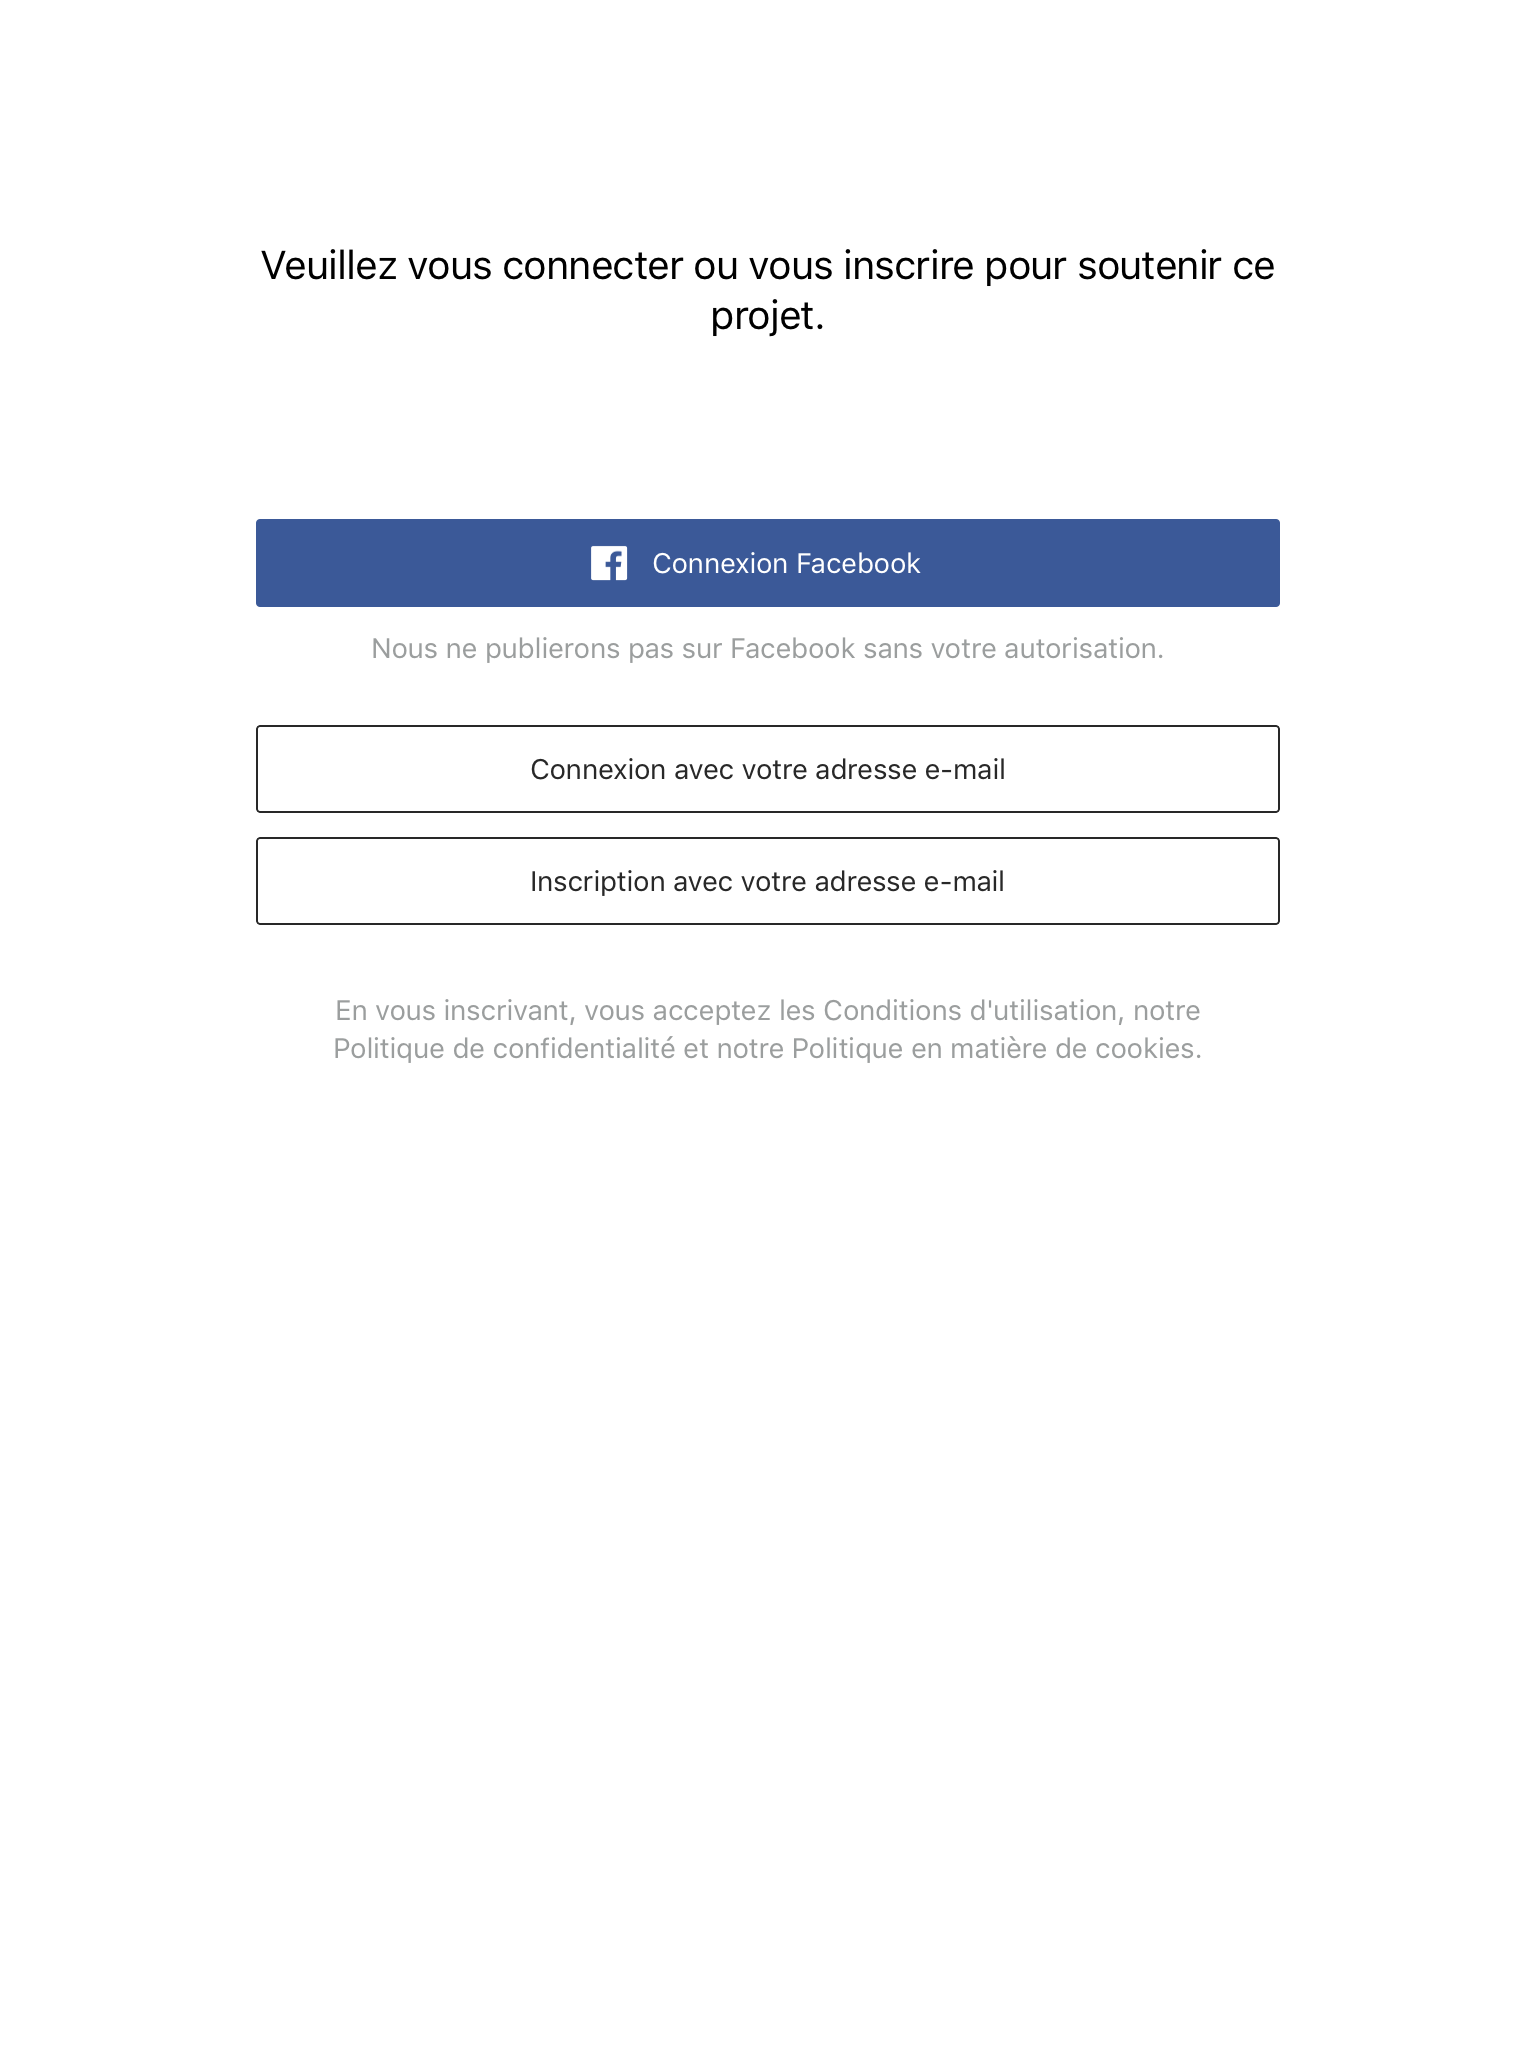 Veuillez vous connecter ou vous inscrire pour soutenir ce
projet.
Connexion Facebook
Nous ne publierons pas sur Facebook sans votre autorisation.
Connexion avec votre adresse e-mail
Inscription avec votre adresse e-mail
En vous inscrivant, vous acceptez les Conditions d'utilisation, notre
Politique de confidentialité et notre Politique en matière de cookies.